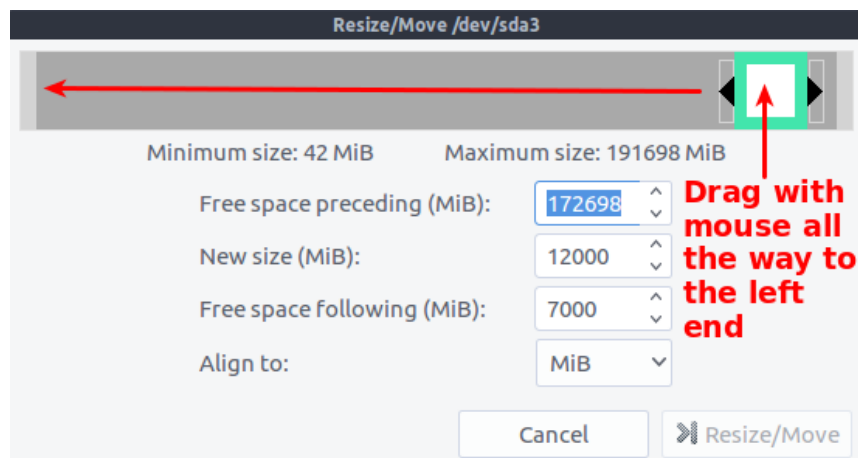 Resize/Move /dev/sda3
Minimum size: 42 MiB Maximum size: 191698 MiB
Free space preceding (MiB): 172698
New size (MiB): 12000
Free space following (MiB): 7000
Align to: MiB
Drag with
mouse all
the way to
the left
end
Cancel Resize/Move